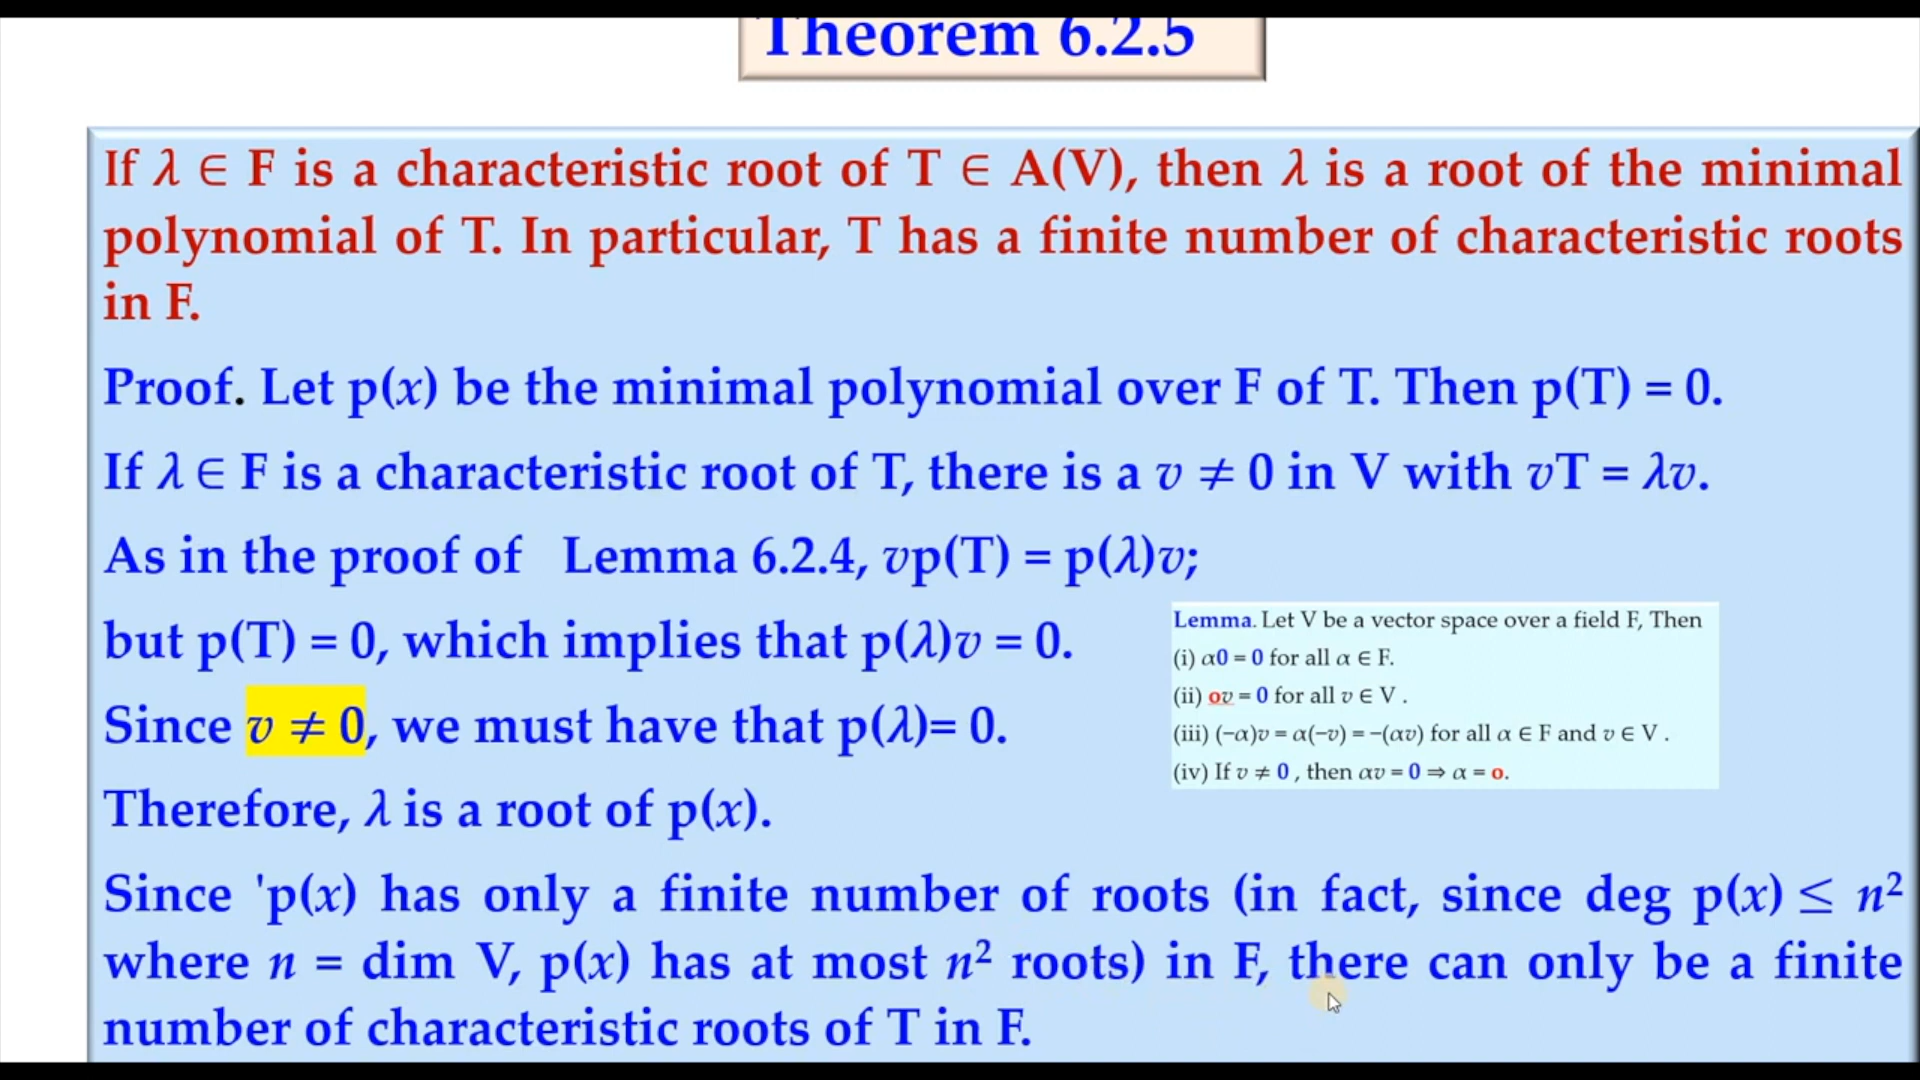 Theorem 6.2.5
If λ ∈ F is a characteristic root of T ∈ A(V), then λ is a root of the minimal
polynomial of T. In particular, T has a finite number of characteristic roots
in F.
Proof. Let p(x) be the minimal polynomial over F of T. Then p(T) = 0.
If λ ∈ F is a characteristic root of T, there is a v ≠ 0 in V with vT = λv.
As in the proof of Lemma 6.2.4, vp(T) = p(λ)v;
but p(T) = 0, which implies that p(λ)v = 0.
Since v ≠ 0, we must have that p(λ)= 0.
Therefore, λ is a root of p(x).
Since 'p(x) has only a finite number of roots (in fact, since deg p(x) ≤ n²
where n = dim V, p(x) has at most n² roots) in F, there can only be a finite
number of characteristic roots of T in F.
Lemma. Let V be a vector space over a field F, Then
(i) α0 = 0 for all α ∈ F.
(ii) ov = 0 for all v ∈ V .
(iii) (−α)v = α(−v) = −(αv) for all α ∈ F and v ∈ V .
(iv) If v ≠ 0 , then αv = 0 ⇒ α = o.